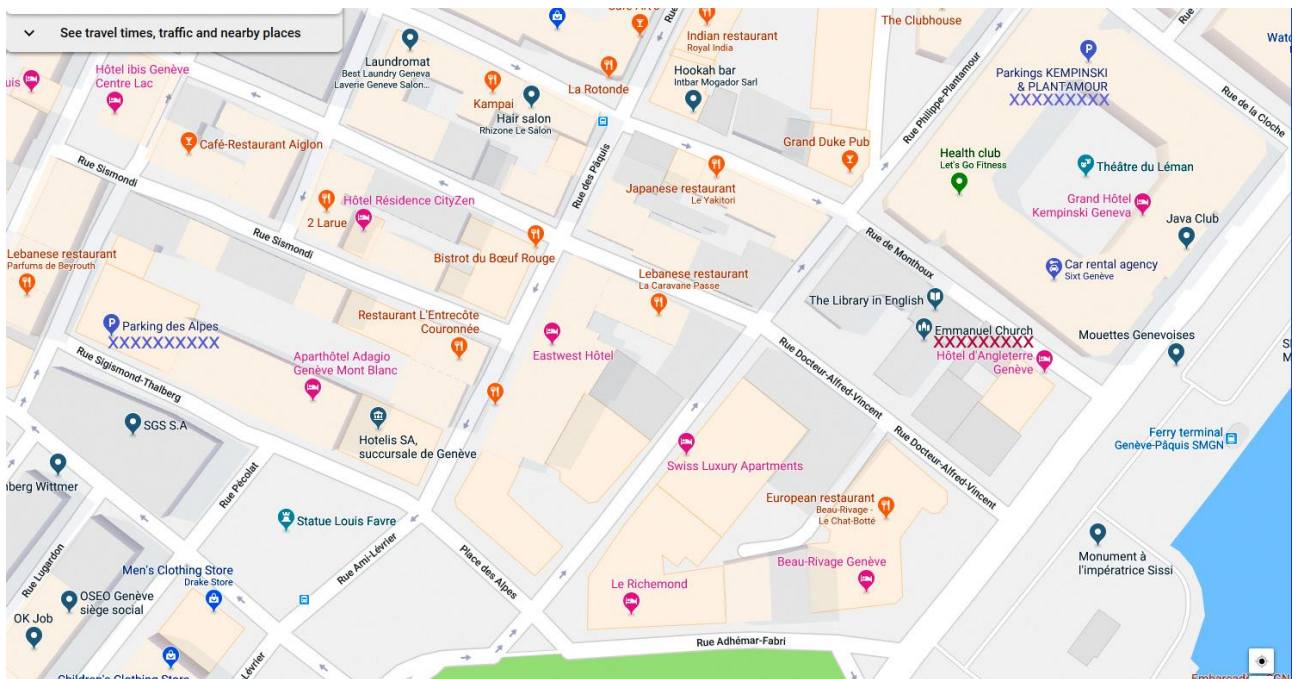 See travel times, traffic and nearby places
Laundromat
Best Laundry Geneva
Laverie Geneve Salon...
Hôtel ibis Genève
Centre Lac
Kampai
Hair salon
Rhizone Le Salon
La Rotonde
Indian restaurant
Royal India
Hookah bar
Intbar Mogador Sarl
The Clubhouse
Parkings KEMPINSKI
& PLANTAMOUR
XXXXXXXXX
Rue Philippe-Plantamour
Rue de la Cloche
Café-Restaurant Aiglon
Rue des Pâquis
Grand Duke Pub
Health club
Let's Go Fitness
Théâtre du Léman
Rue Sismondi
2 Larue
Hôtel Résidence CityZen
Japanese restaurant
Le Yakitori
Grand Hôtel
Kempinski Geneva
Java Club
Rue Sismondi
Bistrot du Bœuf Rouge
Rue de Monthoux
Lebanese restaurant
Parfums de Beyrouth
Lebanese restaurant
La Caravane Passe
Car rental agency
Sixt Genève
The Library in English
Parking des Alpes
XXXXXXXXXX
Restaurant L'Entrecôte
Couronnée
Emmanuel Church
XXXXXXXXX
Mouettes Genevoises
Rue Sigismond-Thalberg
Aparthôtel Adagio
Genève Mont Blanc
Eastwest Hôtel
Hôtel d'Angleterre
Genève
Rue Docteur-Alfred-Vincent
SGS S.A
Hotelis SA,
succursale de Genève
Rue Docteur-Alfred-Vincent
Ferry terminal
Genève-Pâquis SMGN
Rue Pécolat
Swiss Luxury Apartments
European restaurant
Beau-Rivage -
Le Chat-Botté
Statue Louis Favre
Rue Ami-Lévrier
Place des Alpes
Rue Lugardon
Men's Clothing Store
Drake Store
Le Richemond
Beau-Rivage Genève
Monument à
l'impératrice Sissi
OSEO Genève
siège social
OK Job
Rue Adhémar-Fabri
Lévrier
Children's Clothing Store